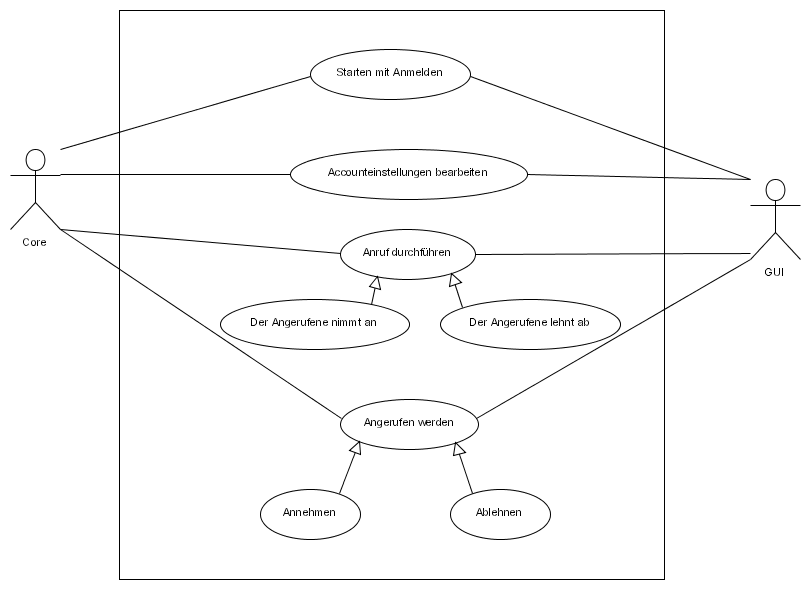 Starten mit Anmelden
Accounteinstellungen bearbeiten
Core
Anruf durchführen
GUI
Der Angerufene nimmt an
Der Angerufene lehnt ab
Angerufen werden
Annehmen
Ablehnen